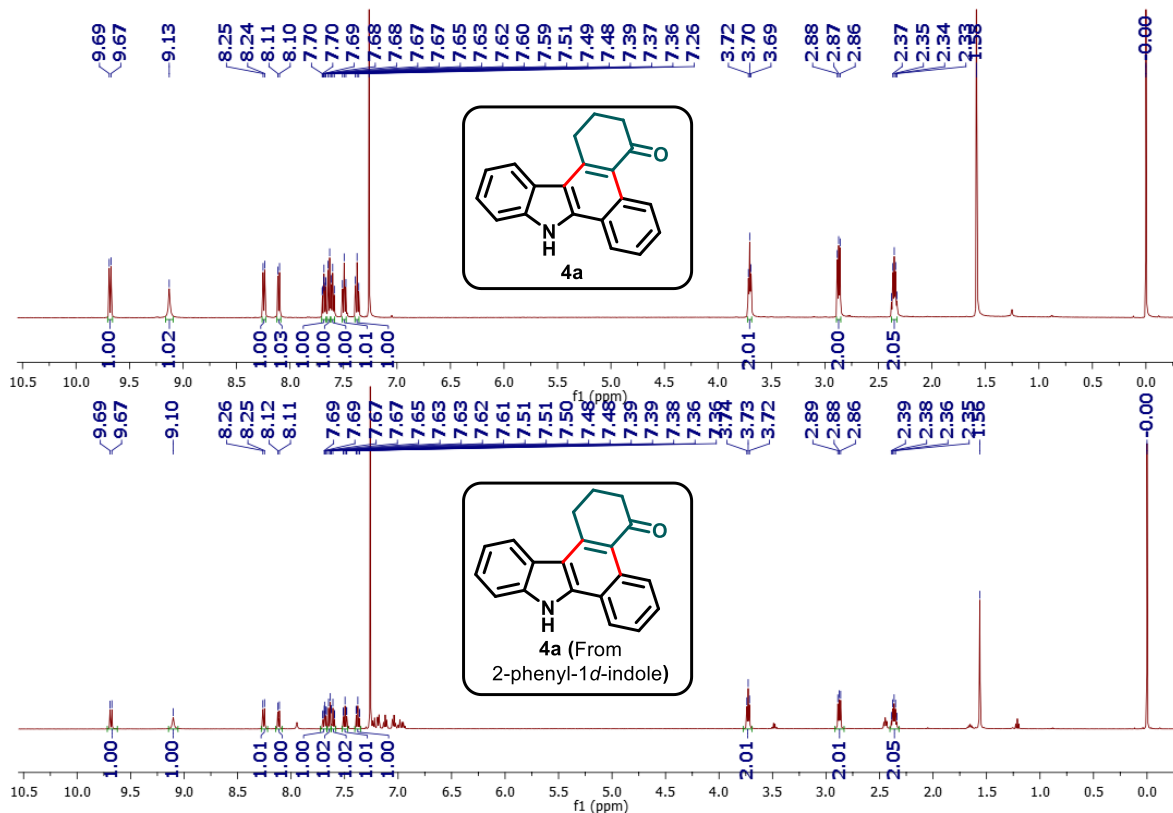 9.69 9.67 9.13 8.25 8.24 8.11 8.10 7.70 7.70 7.69 7.68 7.68 7.67 7.67 7.65 7.63 7.62 7.60 7.59 7.51 7.49 7.48 7.39 7.37 7.36 7.26 3.72 3.70 3.69 2.88 2.87 2.86 2.37 2.35 2.34 2.33 1.58 -0.00
O
N
H
4a
1.00 1.02 1.00 1.03 1.00 1.00 1.00 1.01 1.00 2.01 2.00 2.05
10.5 10.0 9.5 9.0 8.5 8.0 7.5 7.0 6.5 6.0 5.5 5.0 4.5 4.0 3.5 3.0 2.5 2.0 1.5 1.0 0.5 0.0
f1 (ppm)
9.69 9.67 9.10 8.26 8.25 8.12 8.11 7.69 7.69 7.67 7.67 7.65 7.63 7.63 7.62 7.61 7.51 7.51 7.50 7.48 7.48 7.39 7.39 7.38 7.36 7.36 3.74 3.73 3.72 2.89 2.88 2.86 2.39 2.38 2.36 2.35 1.56 -0.00
O
N
H
4a (From
2-phenyl-1d-indole)
1.00 1.00 1.01 1.00 1.00 1.02 1.02 1.01 1.00 2.01 2.01 2.05
10.5 10.0 9.5 9.0 8.5 8.0 7.5 7.0 6.5 6.0 5.5 5.0 4.5 4.0 3.5 3.0 2.5 2.0 1.5 1.0 0.5 0.0
f1 (ppm)